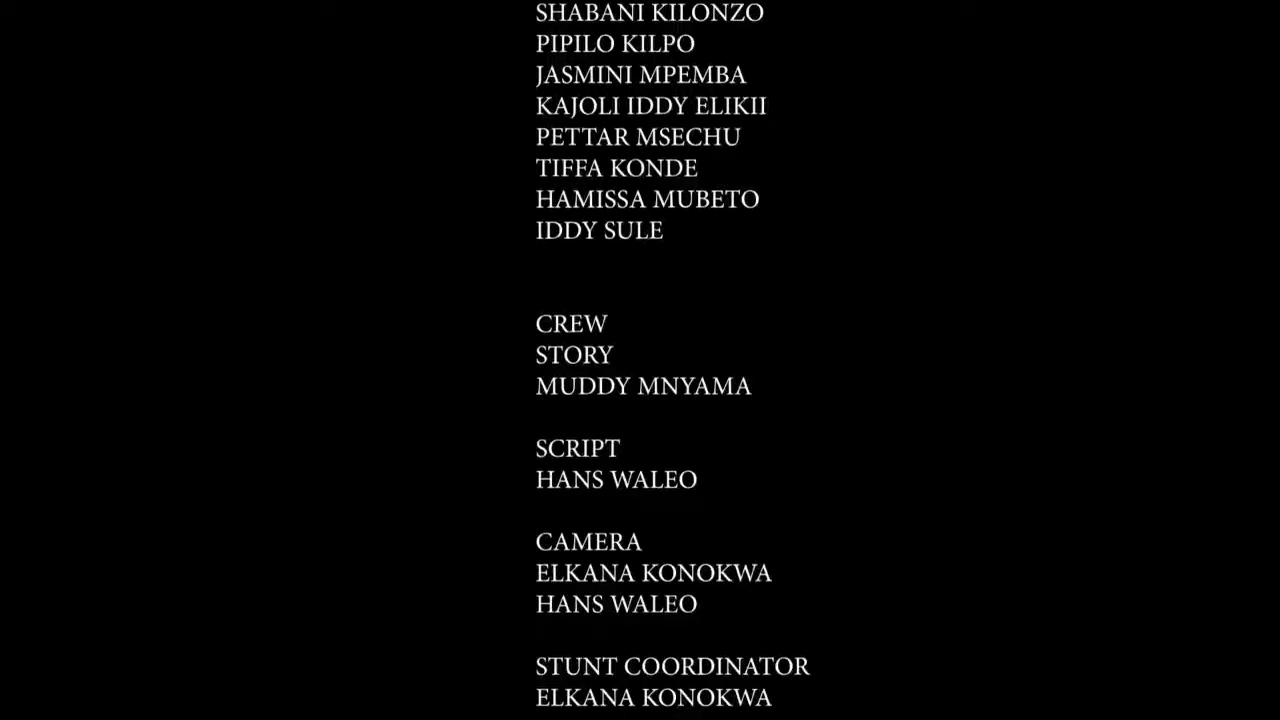 SHABANI KILONZO
PIPILO KILPO
JASMINI MPEMBA
KAJOLI IDDY ELIKII
PETTAR MSECHU
TIFFA KONDE
HAMISSA MUBETO
IDDY SULE
CREW
STORY
MUDDY MNYAMA
SCRIPT
HANS WALEO
CAMERA
ELKANA KONOKWA
HANS WALEO
STUNT COORDINATOR
ELKANA KONOKWA